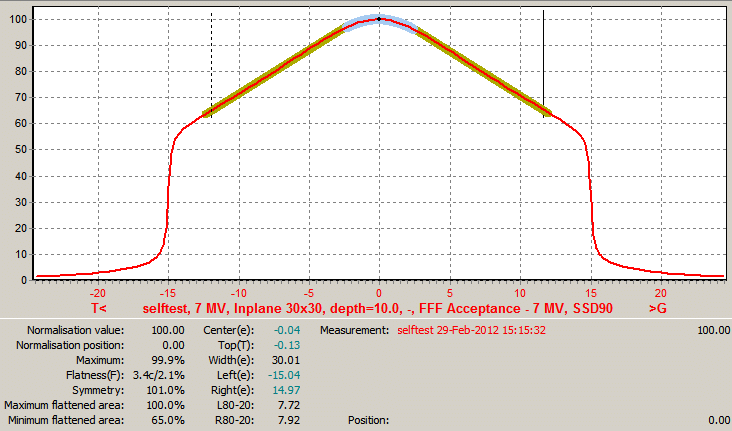 100
90
80
70
60
50
40
30
20
10
0
-20 -15 -10 -5 0 5 10 15 20
T< selftest, 7 MV, Inplane 30x30, depth=10.0, -, FFF Acceptance - 7 MV, SSD90 >G
Normalisation value: 100.00 Center(e): -0.04 Measurement: selftest 29-Feb-2012 15:15:32 100.00
Normalisation position: 0.00 Top(T): -0.13
Maximum: 99.9% Width(e): 30.01
Flatness(F): 3.4c/2.1% Left(e): -15.04
Symmetry: 101.0% Right(e): 14.97
Maximum flattened area: 100.0% L80-20: 7.72
Minimum flattened area: 65.0% R80-20: 7.92 Position: 0.00